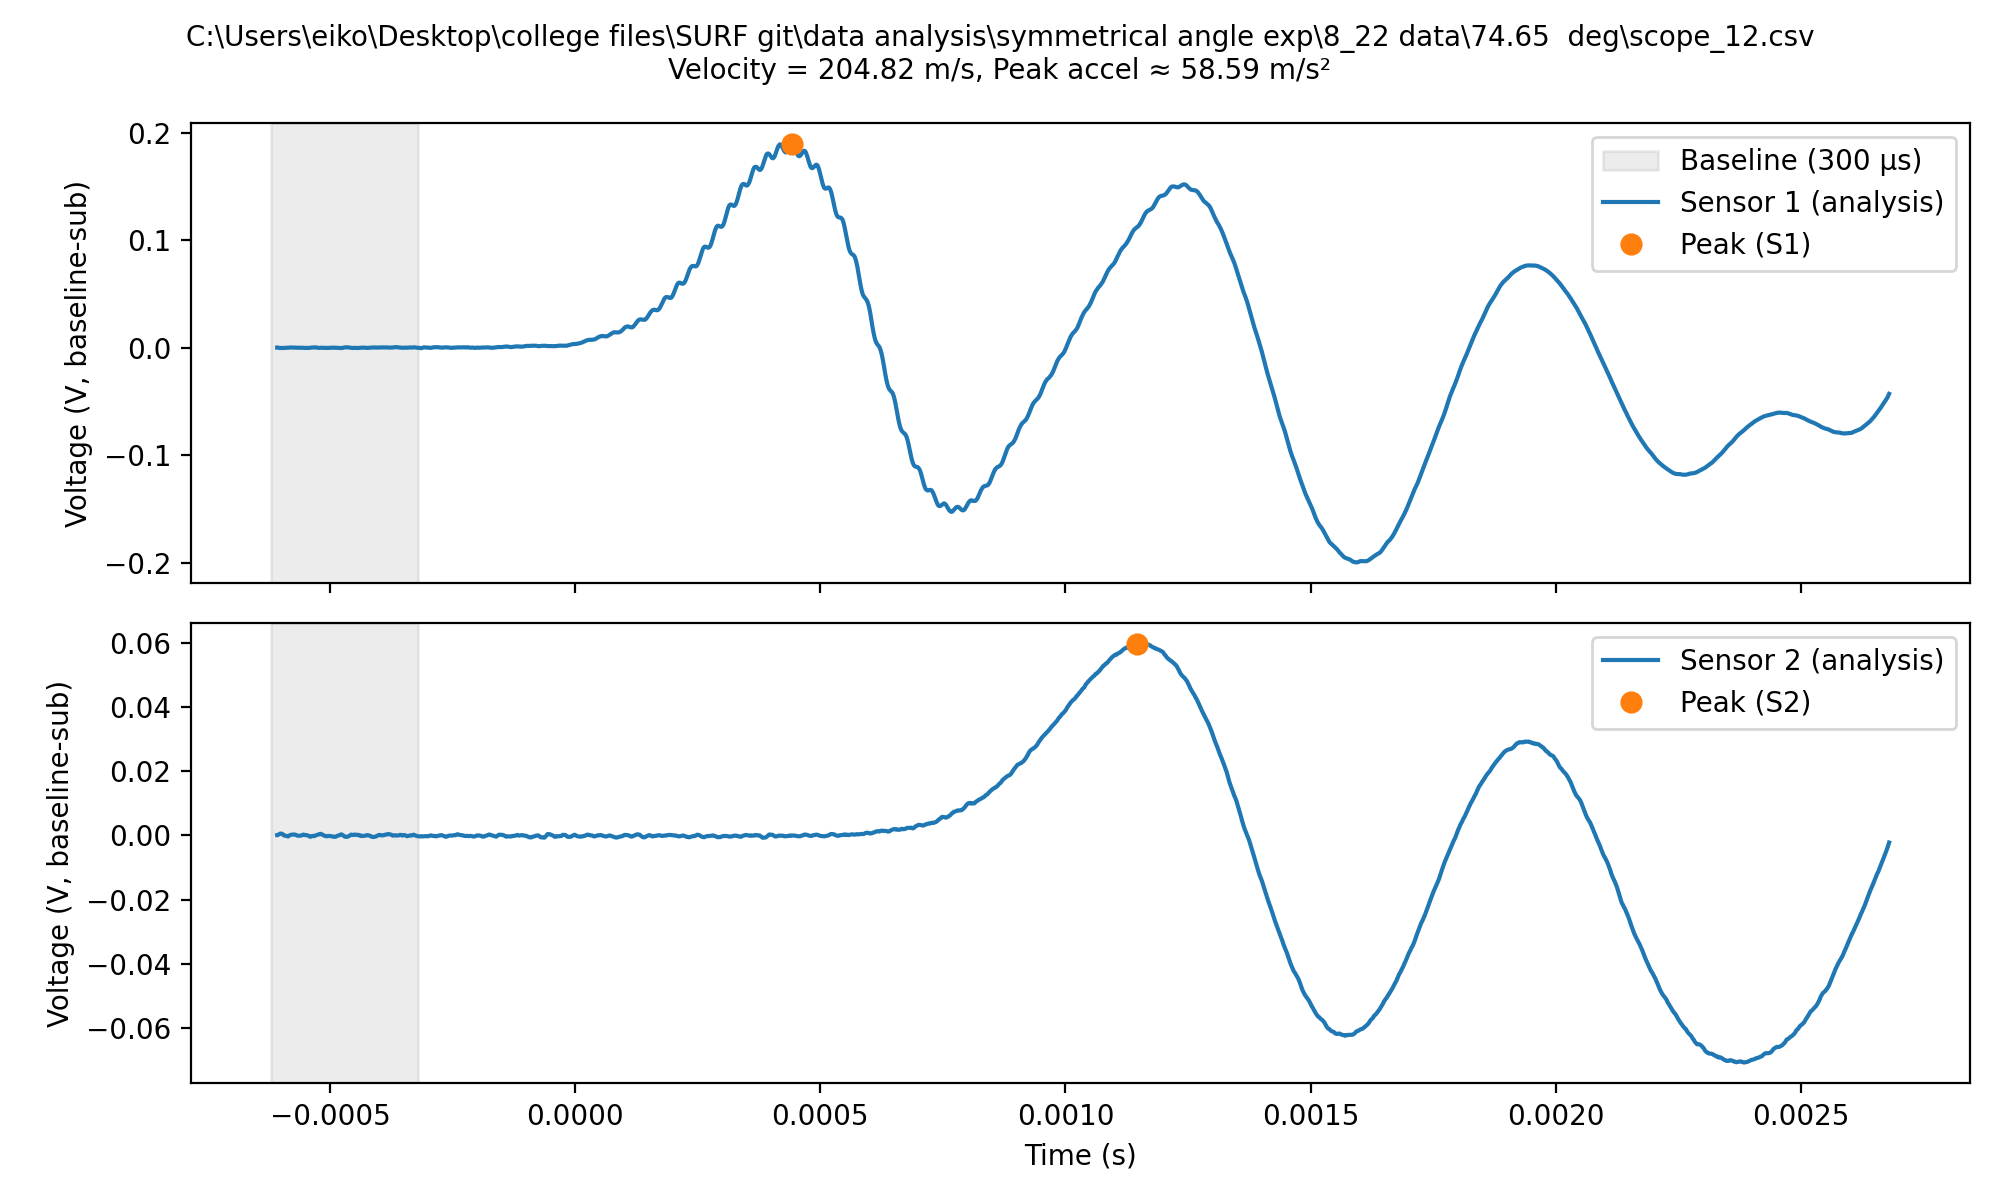 C:\Users\eiko\Desktop\college files\SURF git\data analysis\symmetrical angle exp\8_22 data\74.65  deg\scope_12.csv
Velocity = 204.82 m/s, Peak accel ≈ 58.59 m/s²
Voltage (V, baseline-sub)
0.2
0.1
0.0
−0.1
−0.2
Baseline (300 µs)
Sensor 1 (analysis)
Peak (S1)
Voltage (V, baseline-sub)
0.06
0.04
0.02
0.00
−0.02
−0.04
−0.06
Sensor 2 (analysis)
Peak (S2)
−0.0005 0.0000 0.0005 0.0010 0.0015 0.0020 0.0025
Time (s)